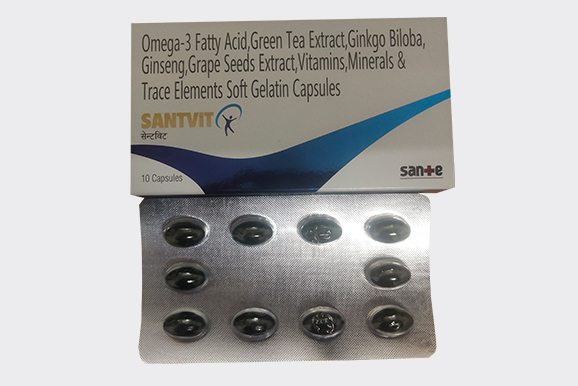 Omega-3 Fatty Acid,Green Tea Extract,Ginkgo Biloba,
Ginseng,Grape Seeds Extract,Vitamins,Minerals &
Trace Elements Soft Gelatin Capsules
SANTVIT
सेन्टविट
10 Capsules
sante